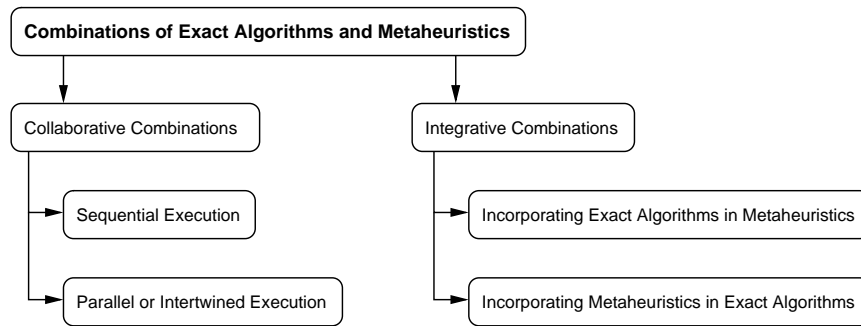 Combinations of Exact Algorithms and Metaheuristics
Collaborative Combinations
Integrative Combinations
Sequential Execution
Incorporating Exact Algorithms in Metaheuristics
Parallel or Intertwined Execution
Incorporating Metaheuristics in Exact Algorithms